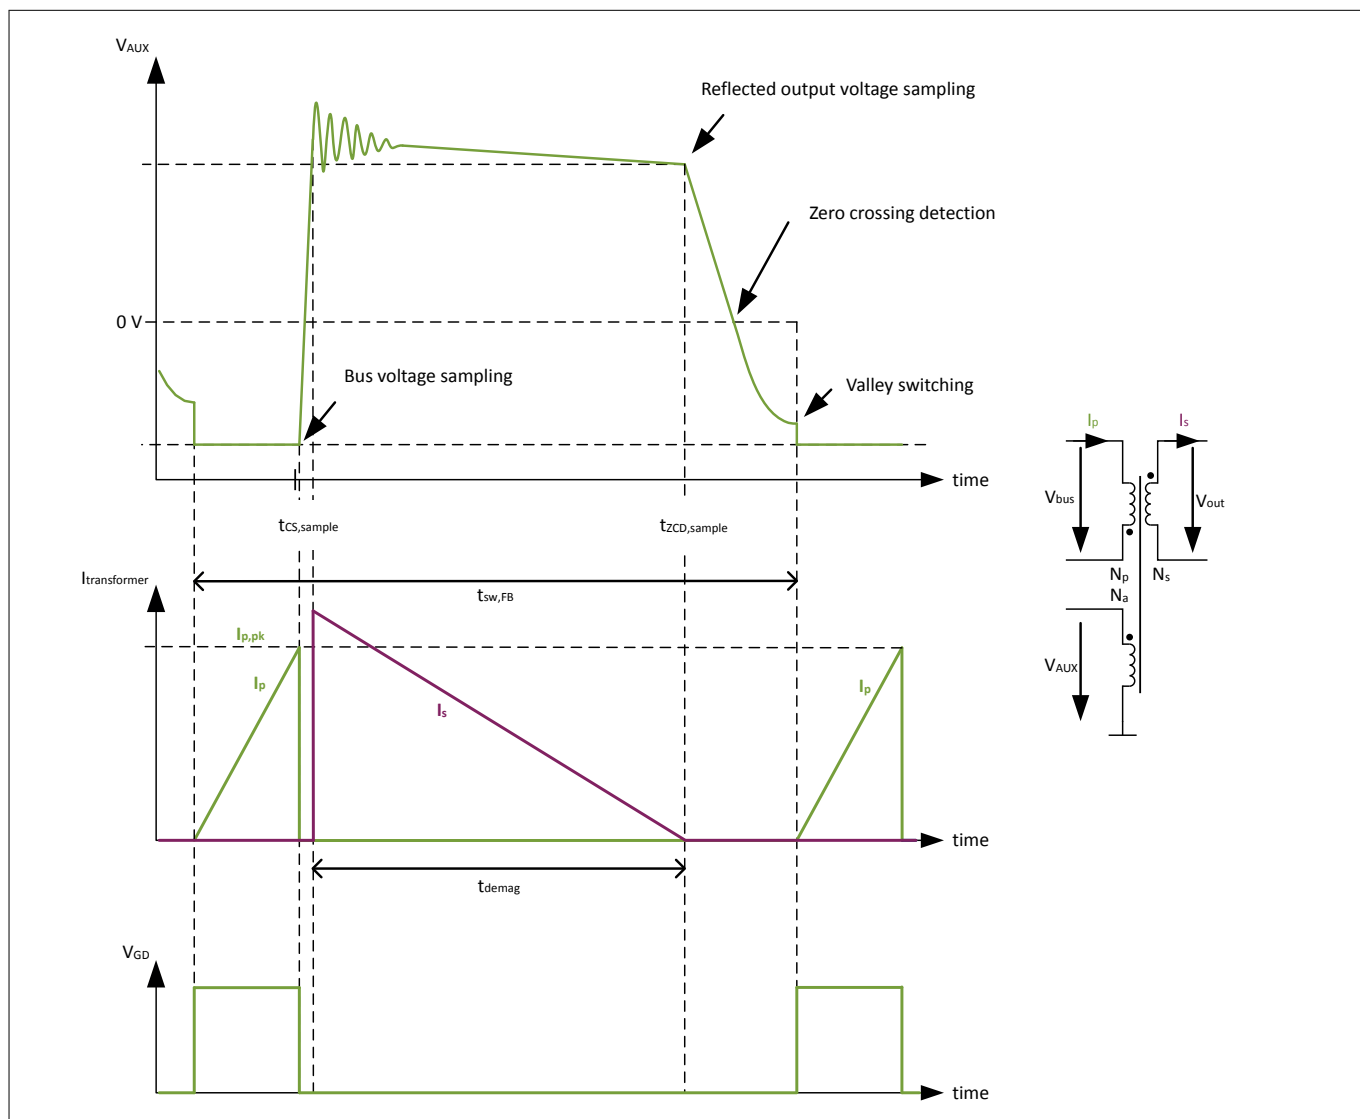 VAUX
Reflected output voltage sampling
Zero crossing detection
0 V
Bus voltage sampling
Valley switching
time
tCS,sample
tZCD,sample
Itransformer
tsw,FB
Ip,pk
Ip
Is
Ip
time
tdemag
VGD
time
Ip
Is
Vbus
Vout
Np
Ns
Na
VAUX